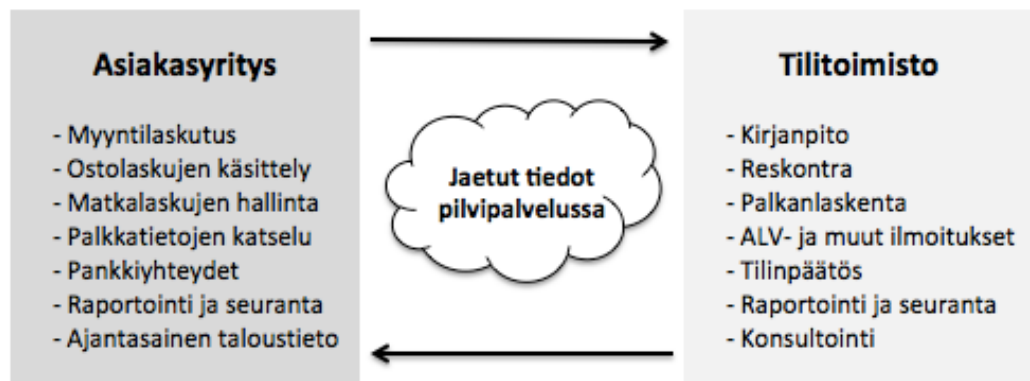 Asiakasyritys
- Myyntilaskutus
- Ostolaskujen käsittely
- Matkalaskujen hallinta
- Palkkatietojen katselu
- Pankkiyhteydet
- Raportointi ja seuranta
- Ajantasainen taloustieto
Jaetut tiedot
pilvipalvelussa
Tilitoimisto
- Kirjanpito
- Reskontra
- Palkanlaskenta
- ALV- ja muut ilmoitukset
- Tilinpäätös
- Raportointi ja seuranta
- Konsultointi